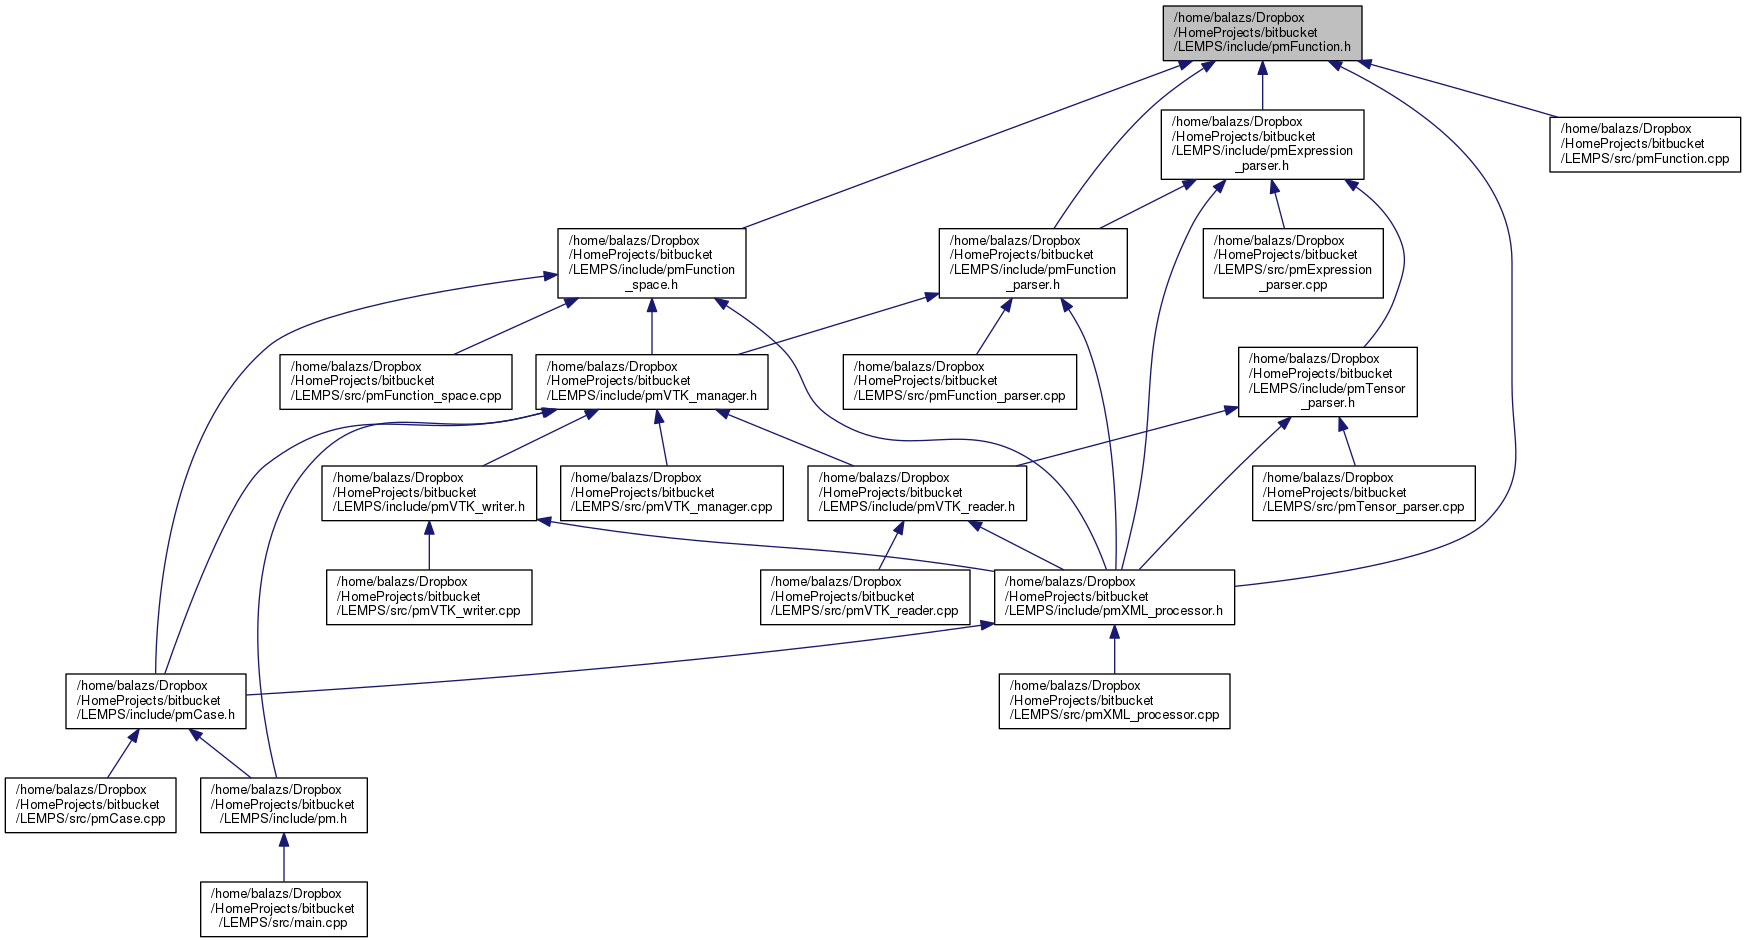 /home/balazs/Dropbox
/HomeProjects/bitbucket
/LEMPS/include/pmFunction.h
/home/balazs/Dropbox
/HomeProjects/bitbucket
/LEMPS/include/pmExpression
_parser.h
/home/balazs/Dropbox
/HomeProjects/bitbucket
/LEMPS/src/pmFunction.cpp
/home/balazs/Dropbox
/HomeProjects/bitbucket
/LEMPS/include/pmFunction
_space.h
/home/balazs/Dropbox
/HomeProjects/bitbucket
/LEMPS/include/pmFunction
_parser.h
/home/balazs/Dropbox
/HomeProjects/bitbucket
/LEMPS/src/pmExpression
_parser.cpp
/home/balazs/Dropbox
/HomeProjects/bitbucket
/LEMPS/src/pmFunction_space.cpp
/home/balazs/Dropbox
/HomeProjects/bitbucket
/LEMPS/include/pmVTK_manager.h
/home/balazs/Dropbox
/HomeProjects/bitbucket
/LEMPS/src/pmFunction_parser.cpp
/home/balazs/Dropbox
/HomeProjects/bitbucket
/LEMPS/include/pmTensor
_parser.h
/home/balazs/Dropbox
/HomeProjects/bitbucket
/LEMPS/include/pmVTK_writer.h
/home/balazs/Dropbox
/HomeProjects/bitbucket
/LEMPS/src/pmVTK_manager.cpp
/home/balazs/Dropbox
/HomeProjects/bitbucket
/LEMPS/include/pmVTK_reader.h
/home/balazs/Dropbox
/HomeProjects/bitbucket
/LEMPS/src/pmTensor_parser.cpp
/home/balazs/Dropbox
/HomeProjects/bitbucket
/LEMPS/src/pmVTK_writer.cpp
/home/balazs/Dropbox
/HomeProjects/bitbucket
/LEMPS/src/pmVTK_reader.cpp
/home/balazs/Dropbox
/HomeProjects/bitbucket
/LEMPS/include/pmXML_processor.h
/home/balazs/Dropbox
/HomeProjects/bitbucket
/LEMPS/include/pmCase.h
/home/balazs/Dropbox
/HomeProjects/bitbucket
/LEMPS/src/pmXML_processor.cpp
/home/balazs/Dropbox
/HomeProjects/bitbucket
/LEMPS/src/pmCase.cpp
/home/balazs/Dropbox
/HomeProjects/bitbucket
/LEMPS/include/pm.h
/home/balazs/Dropbox
/HomeProjects/bitbucket
/LEMPS/src/main.cpp